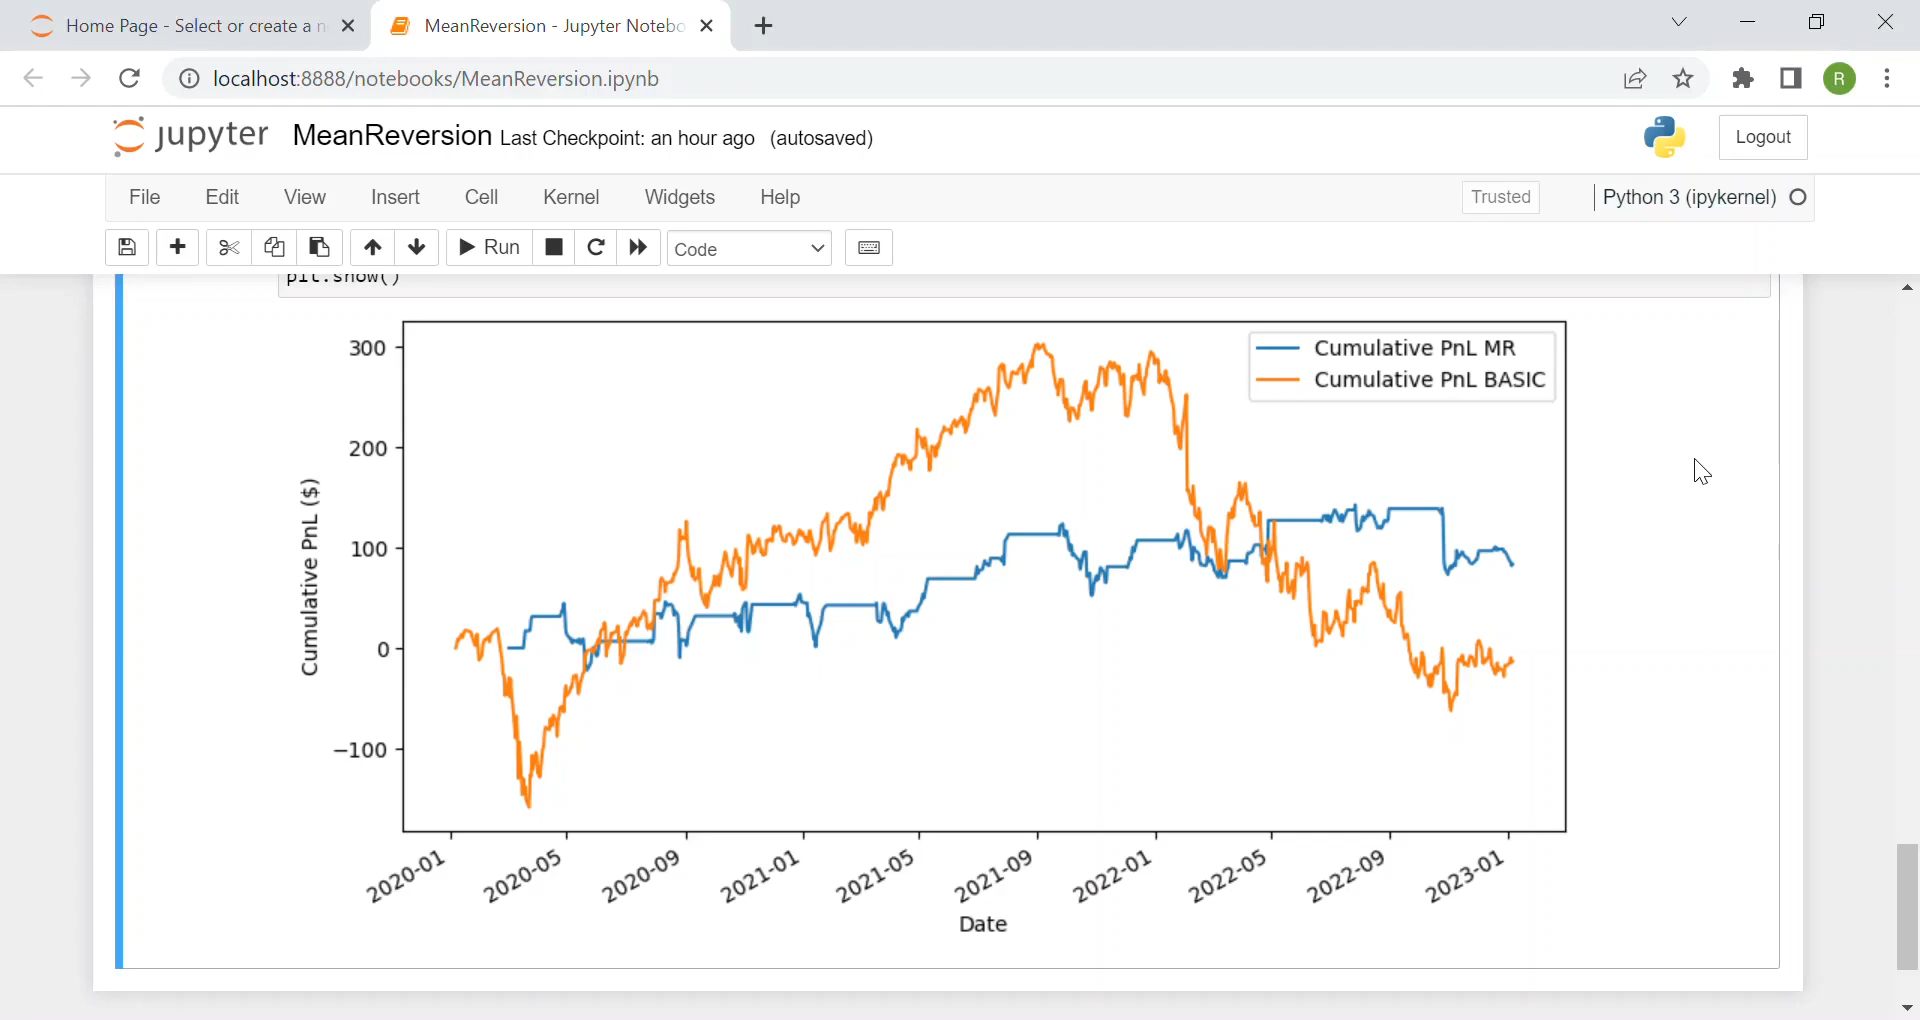 Home Page - Select or create a n
MeanReversion - Jupyter Notebo
localhost:8888/notebooks/MeanReversion.ipynb
R
jupyter MeanReversion Last Checkpoint: an hour ago (autosaved)
Logout
File Edit View Insert Cell Kernel Widgets Help
Trusted
Python 3 (ipykernel)
Run
Code
plt.show()
Cumulative PnL MR
Cumulative PnL BASIC
300
200
100
0
−100
Cumulative PnL ($)
2020-01 2020-05 2020-09 2021-01 2021-05 2021-09 2022-01 2022-05 2022-09 2023-01
Date